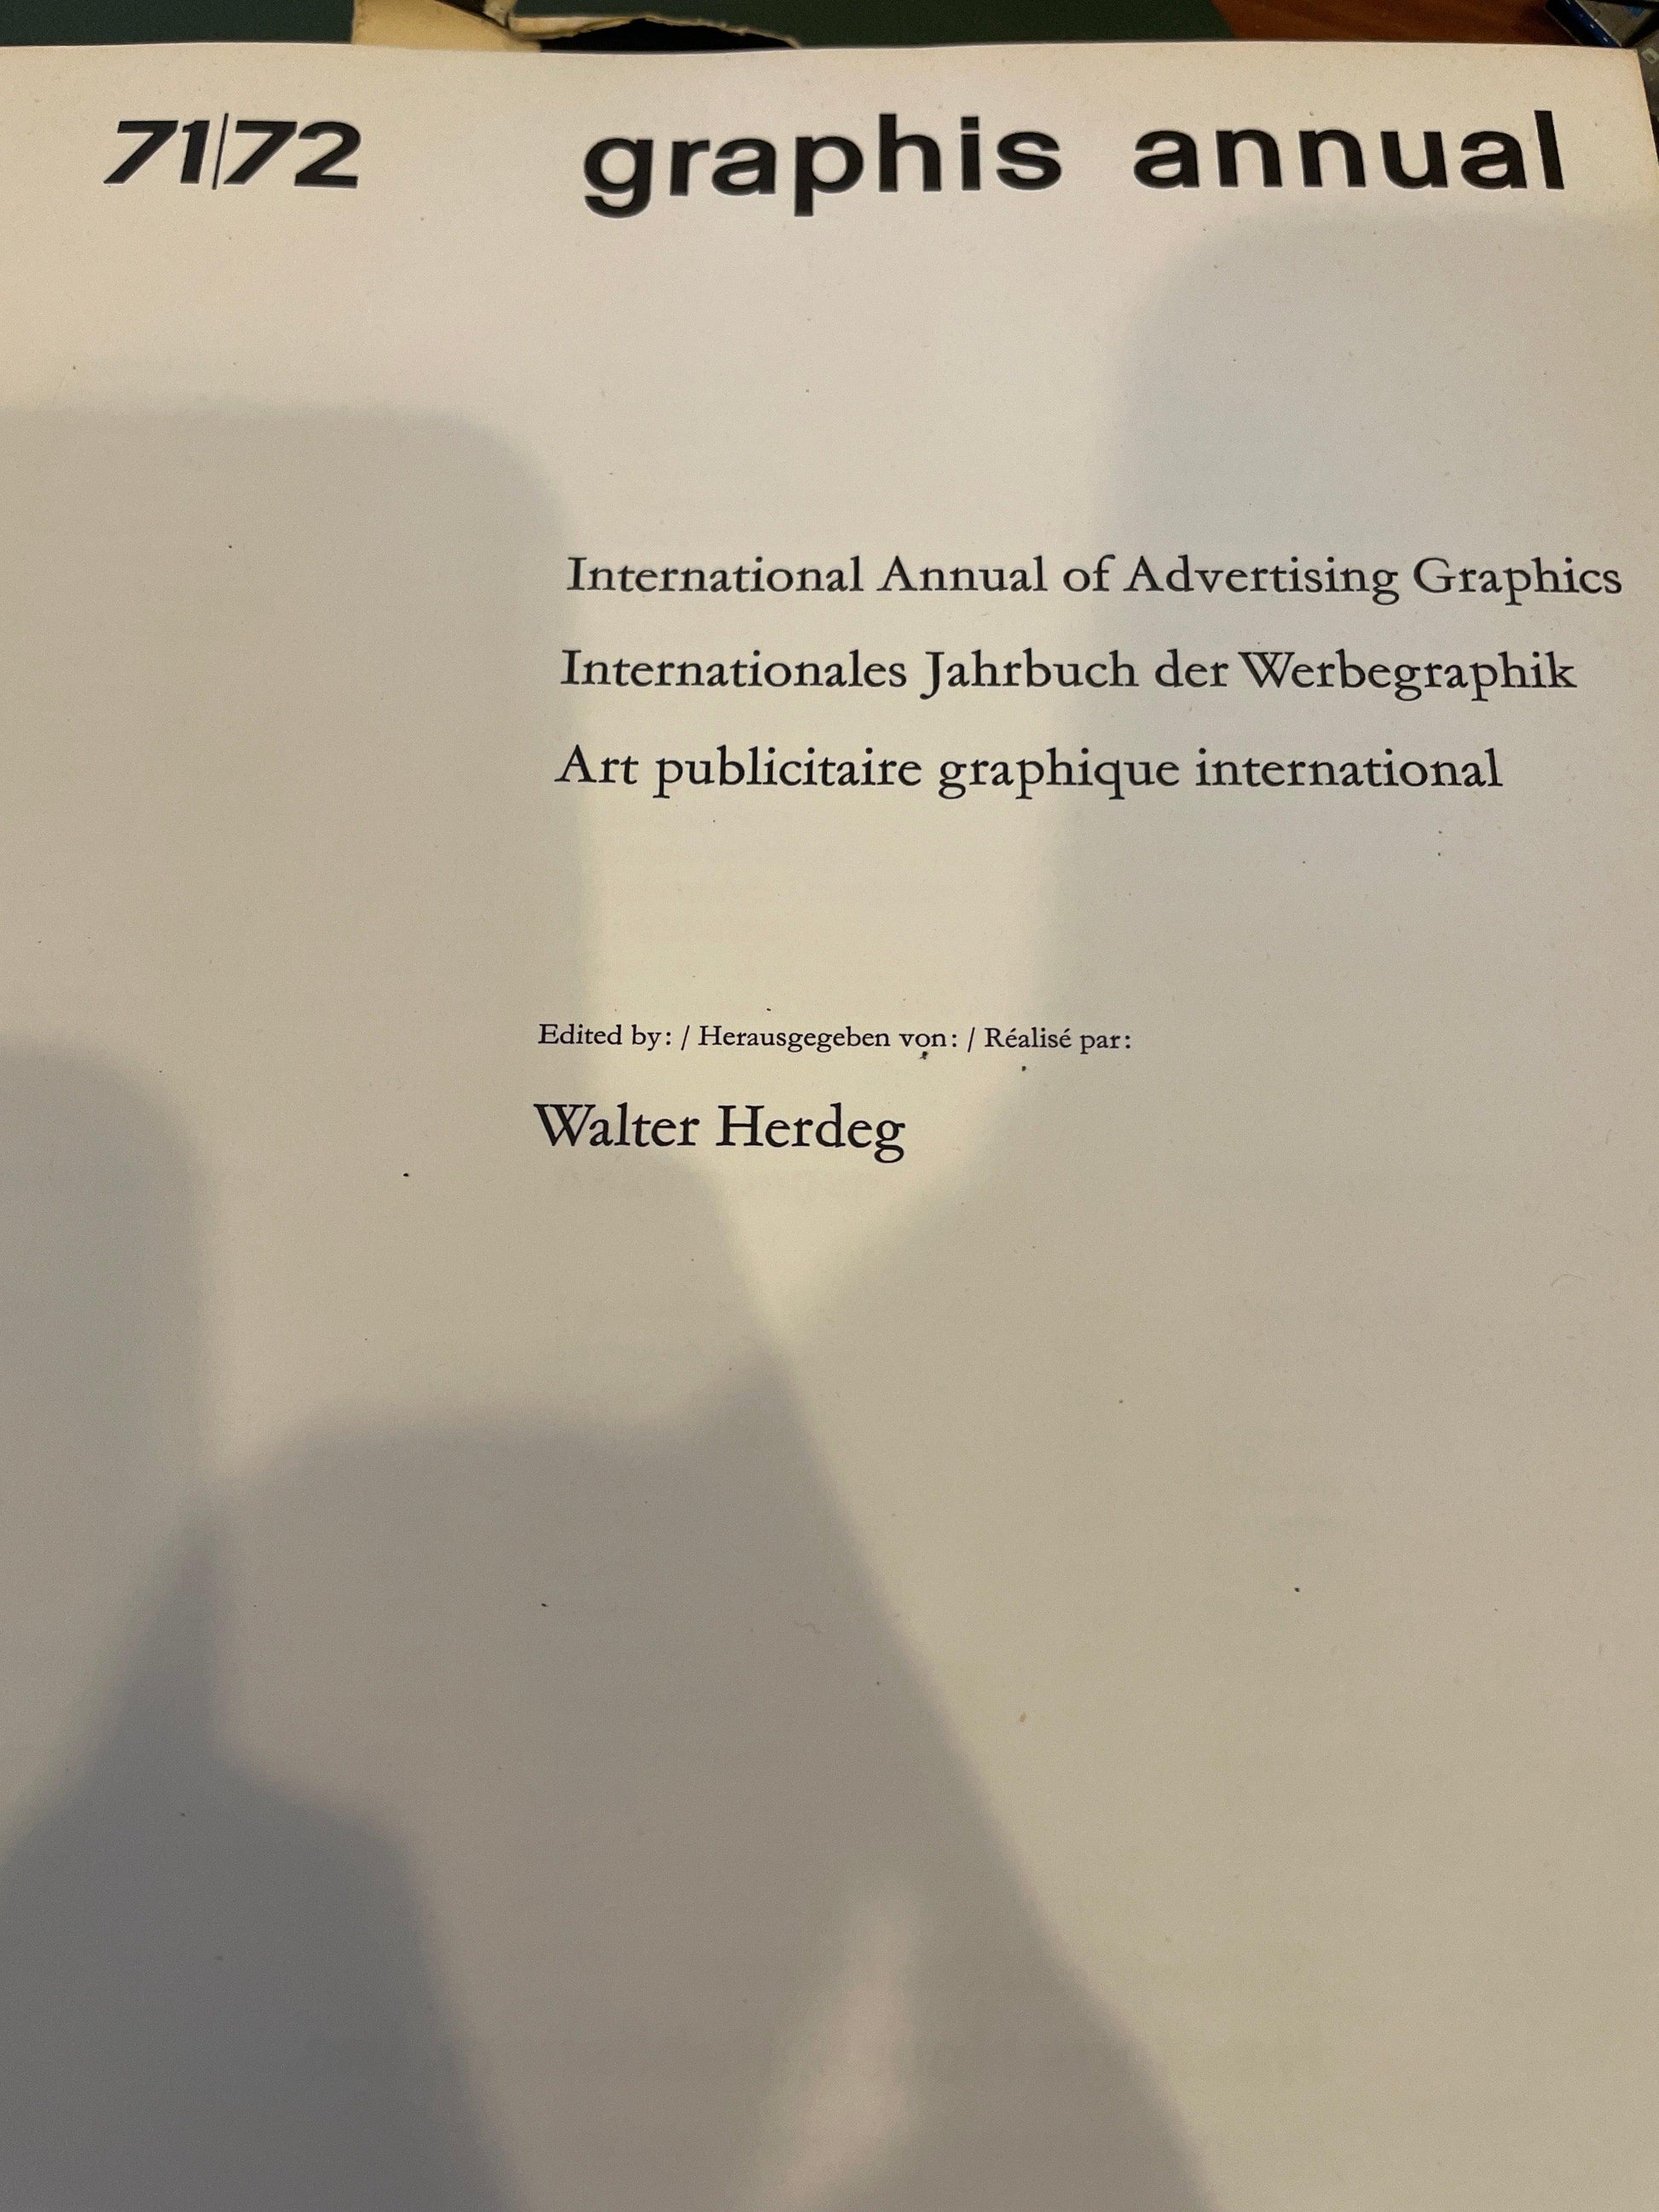 71|72 graphis annual
International Annual of Advertising Graphics
Internationales Jahrbuch der Werbegraphik
Art publicitaire graphique international
Edited by: / Herausgegeben von: / Réalisé par:
Walter Herdeg